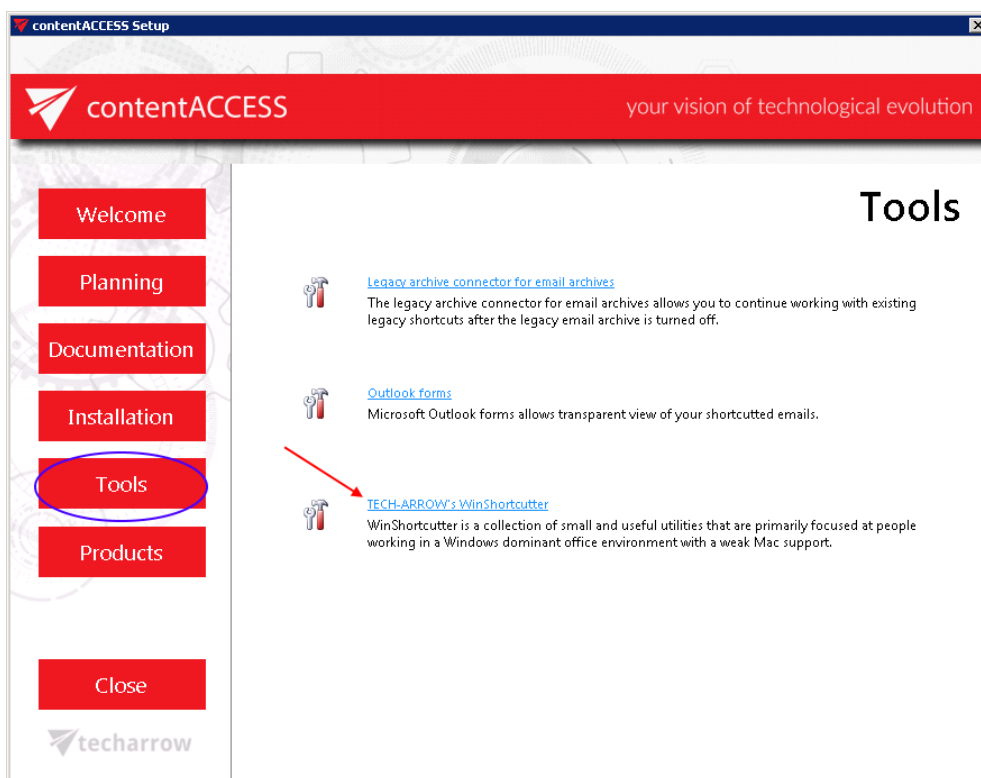 contentACCESS Setup
contentACCESS
your vision of technological evolution
Tools
Welcome
Planning
Documentation
Installation
Tools
Products
Close
techarrow
Legacy archive connector for email archives
The legacy archive connector for email archives allows you to continue working with existing
legacy shortcuts after the legacy email archive is turned off.
Outlook forms
Microsoft Outlook forms allows transparent view of your shortcutted emails.
TECH-ARROW's WinShortcutter
WinShortcutter is a collection of small and useful utilities that are primarily focused at people
working in a Windows dominant office environment with a weak Mac support.